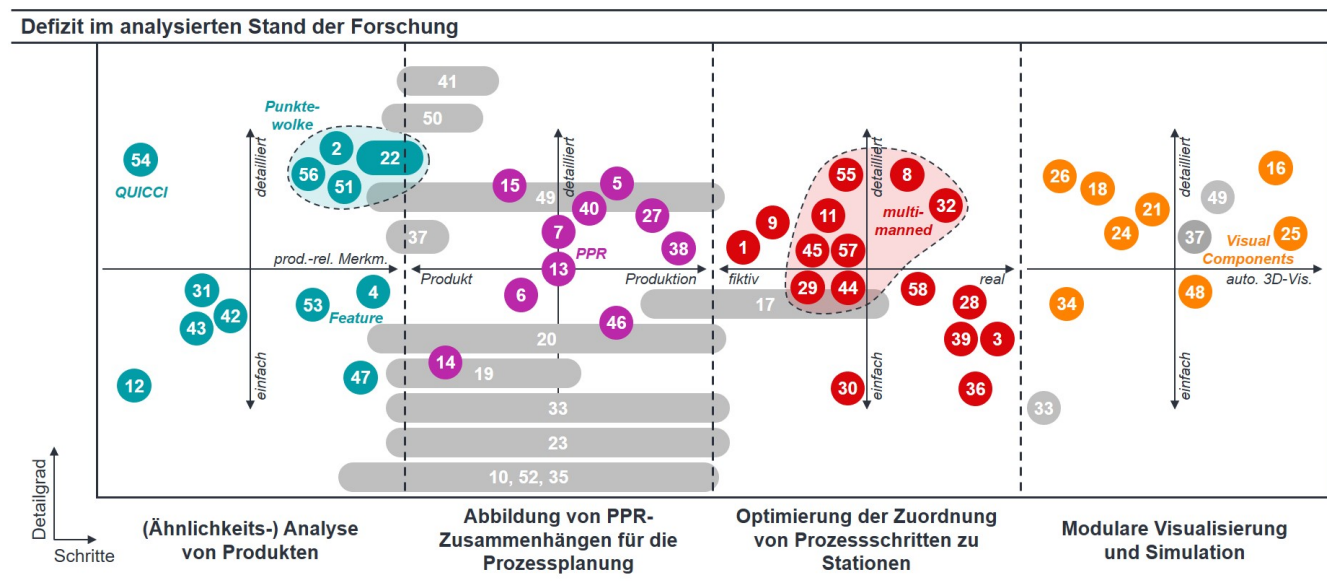 Defizit im analysierten Stand der Forschung
41
50
Punkte-
wolke
54
QUICCI
2
22
56
51
detailliert
15
5
49
40
27
7
PPR
38
37
detailliert
55
8
11
32
multi-
manned
9
1
45
57
detailliert
26
18
21
24
16
49
37
25
Visual
Components
detailliert
prod.-rel. Merkm.
Produkt
13
Produktion
fiktiv
real
auto. 3D-Vis.
31
42
43
53
4
Feature
12
47
einfach
6
46
20
14
19
33
23
10, 52, 35
einfach
29
44
17
58
28
39
3
30
36
einfach
34
48
33
einfach
Detailgrad
Schritte
(Ähnlichkeits-) Analyse
von Produkten
Abbildung von PPR-
Zusammenhängen für die
Prozessplanung
Optimierung der Zuordnung
von Prozessschritten zu
Stationen
Modulare Visualisierung
und Simulation